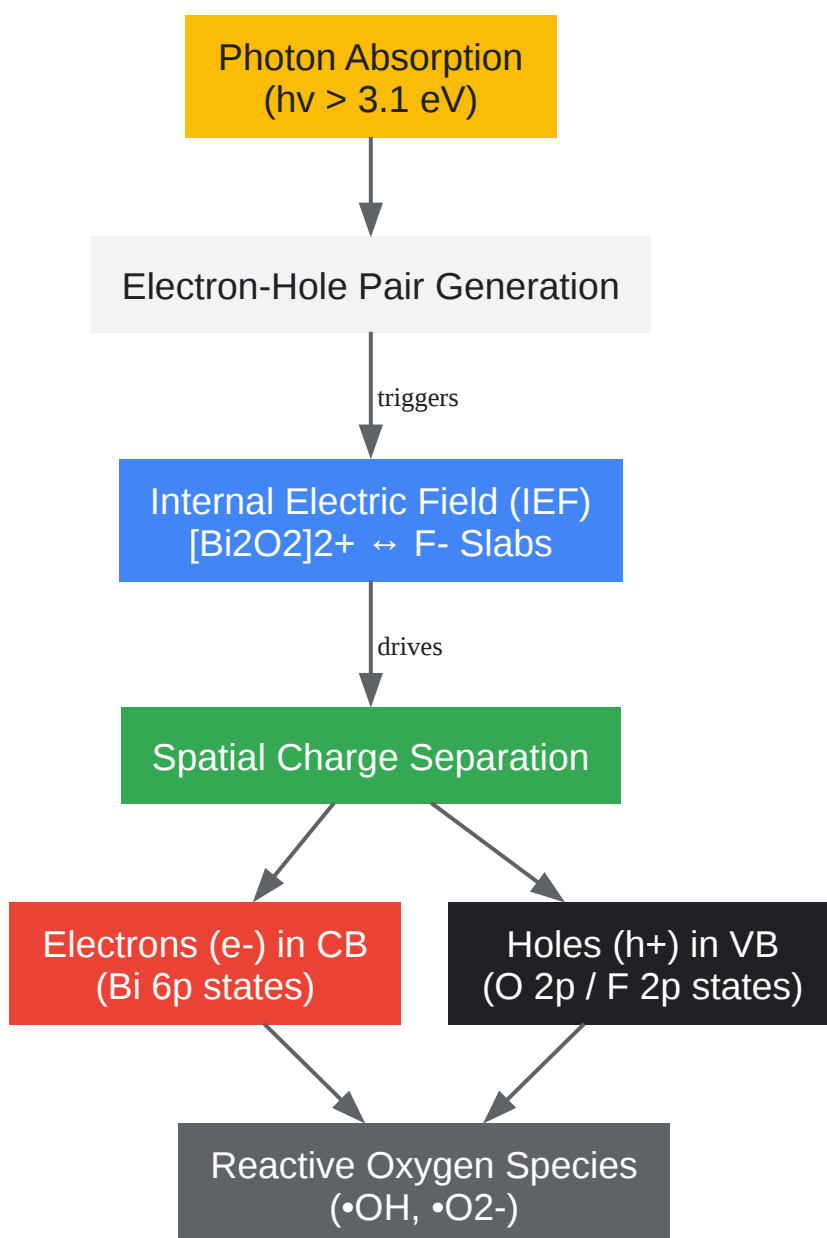 Photon Absorption
(hv > 3.1 eV)
Electron-Hole Pair Generation
triggers
Internal Electric Field (IEF)
[Bi2O2]2+ ↔ F- Slabs
drives
Spatial Charge Separation
Electrons (e-) in CB
(Bi 6p states)
Holes (h+) in VB
(O 2p / F 2p states)
Reactive Oxygen Species
(•OH, •O2-)